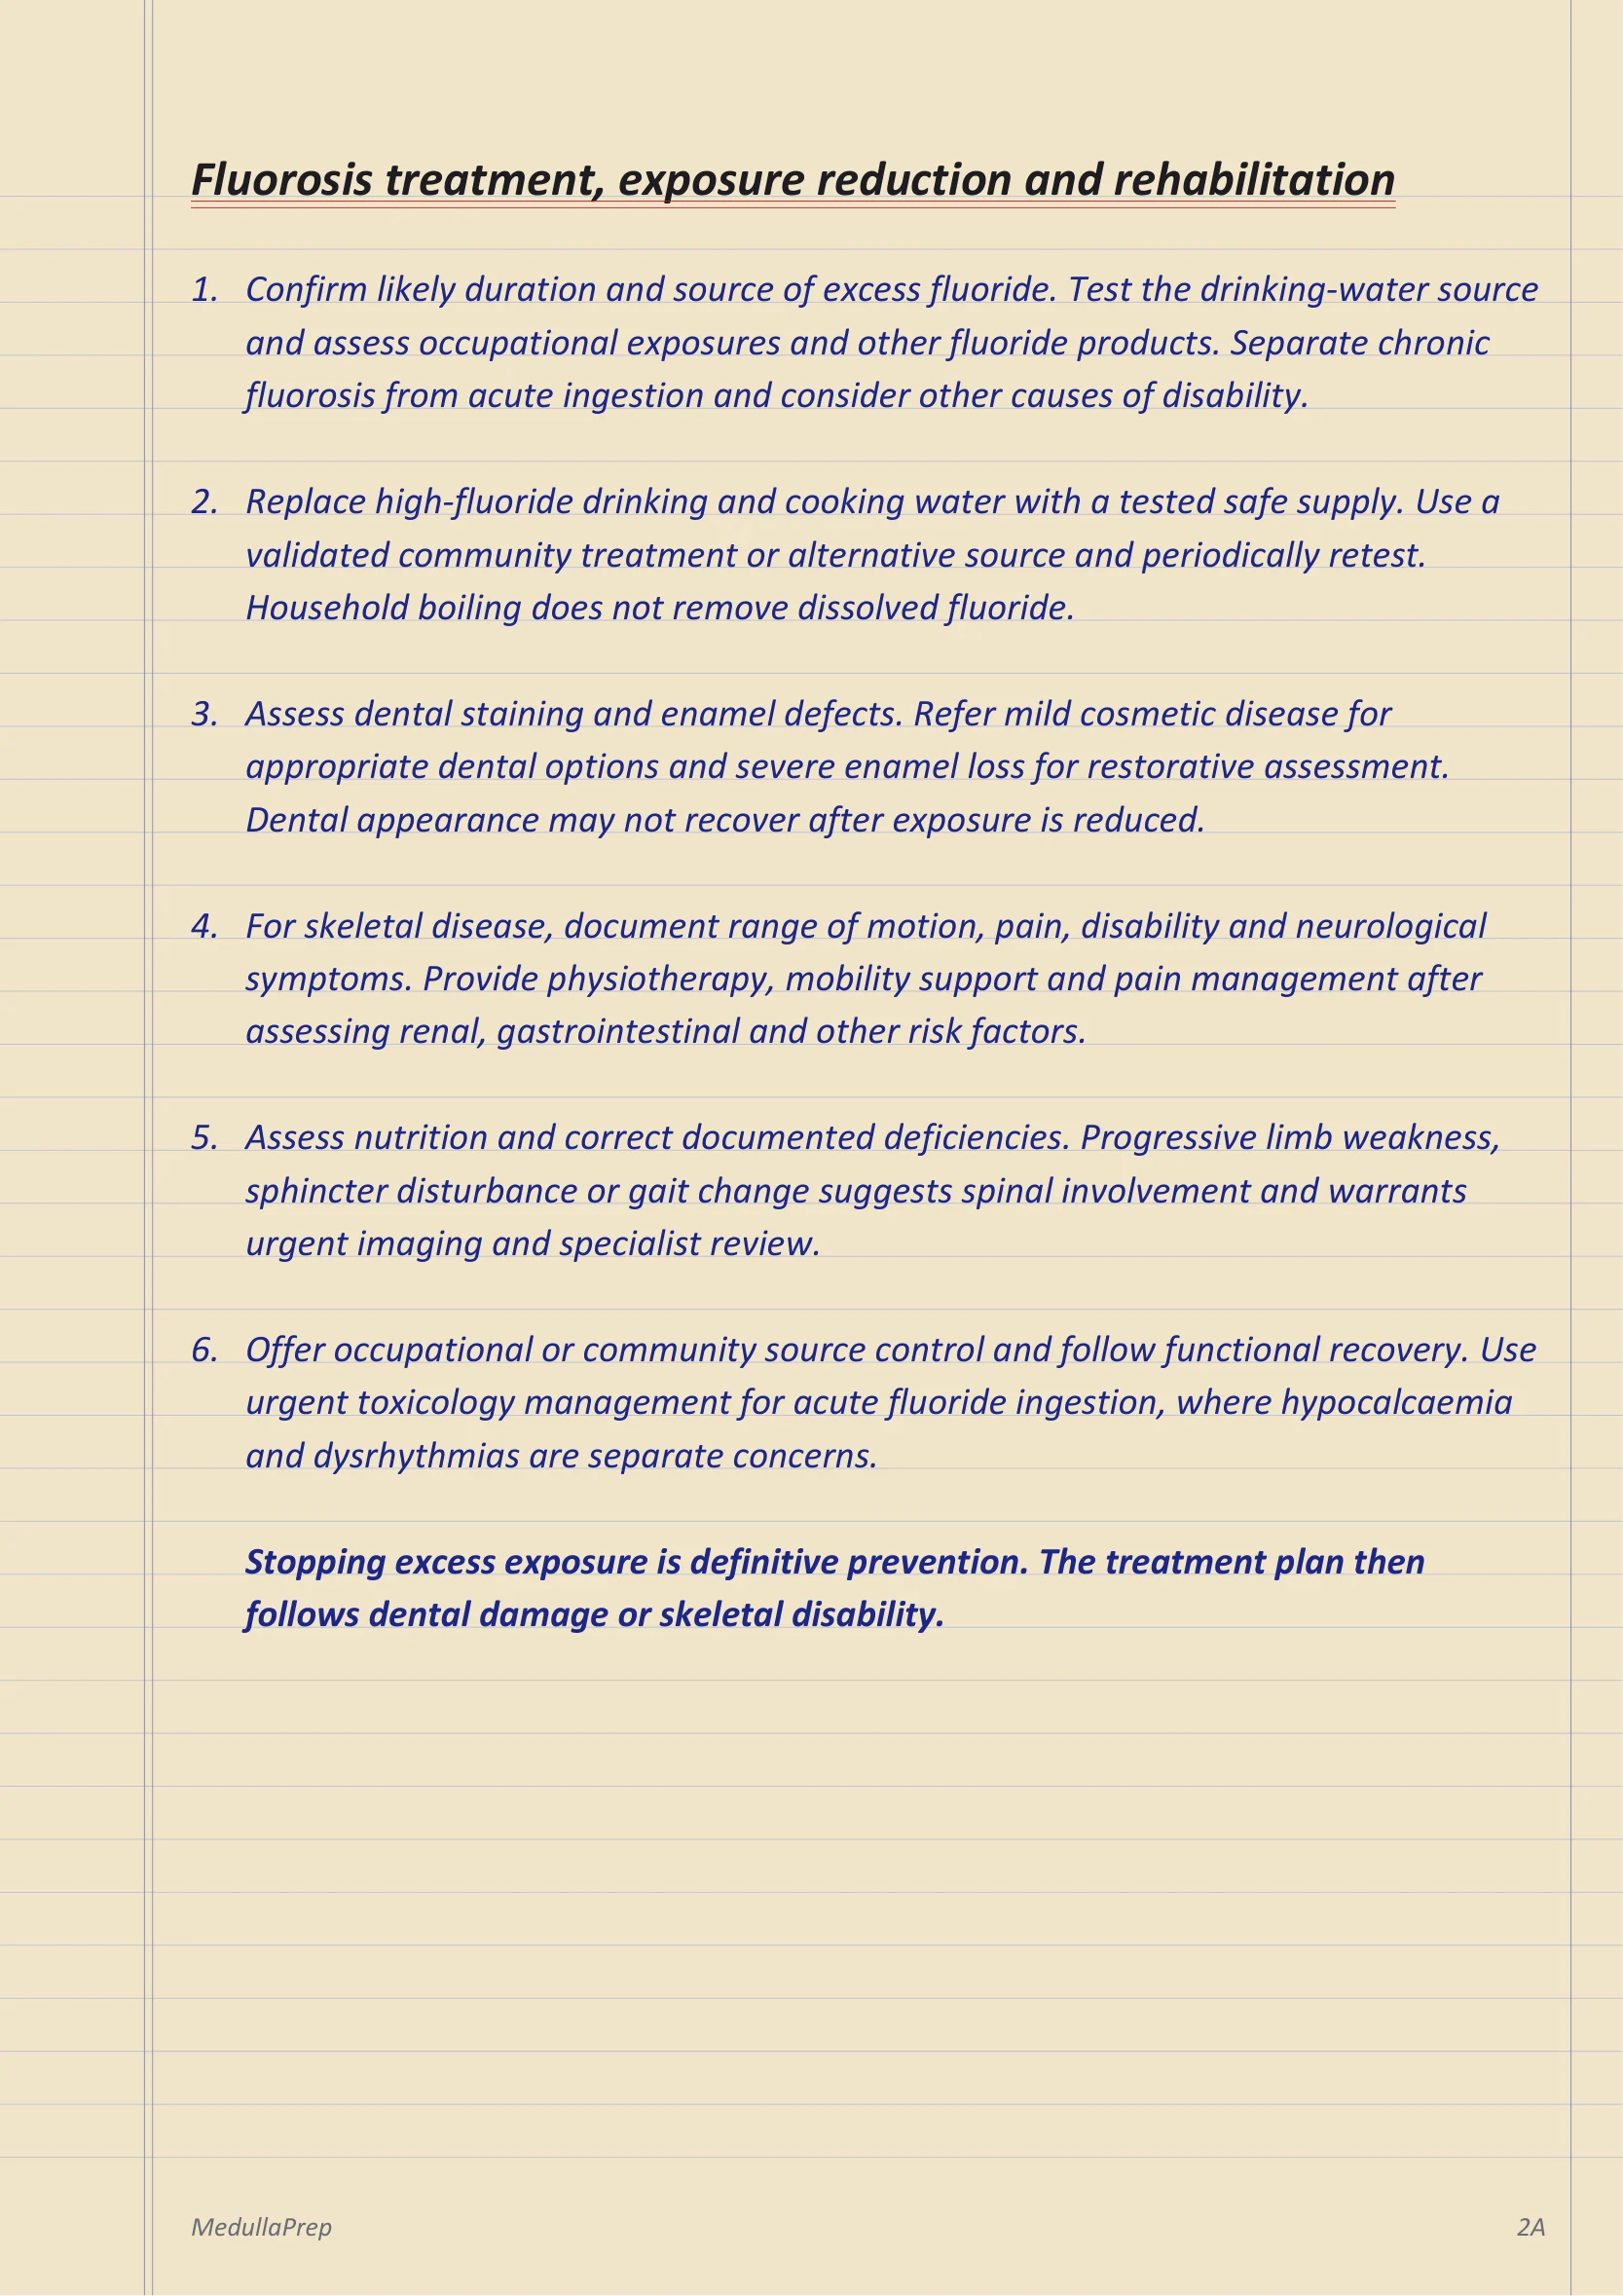 Fluorosis treatment, exposure reduction and rehabilitation
1. Confirm likely duration and source of excess fluoride. Test the drinking-water source
and assess occupational exposures and other fluoride products. Separate chronic
fluorosis from acute ingestion and consider other causes of disability.
2. Replace high-fluoride drinking and cooking water with a tested safe supply. Use a
validated community treatment or alternative source and periodically retest.
Household boiling does not remove dissolved fluoride.
3. Assess dental staining and enamel defects. Refer mild cosmetic disease for
appropriate dental options and severe enamel loss for restorative assessment.
Dental appearance may not recover after exposure is reduced.
4. For skeletal disease, document range of motion, pain, disability and neurological
symptoms. Provide physiotherapy, mobility support and pain management after
assessing renal, gastrointestinal and other risk factors.
5. Assess nutrition and correct documented deficiencies. Progressive limb weakness,
sphincter disturbance or gait change suggests spinal involvement and warrants
urgent imaging and specialist review.
6. Offer occupational or community source control and follow functional recovery. Use
urgent toxicology management for acute fluoride ingestion, where hypocalcaemia
and dysrhythmias are separate concerns.
Stopping excess exposure is definitive prevention. The treatment plan then
follows dental damage or skeletal disability.
MedullaPrep
2A